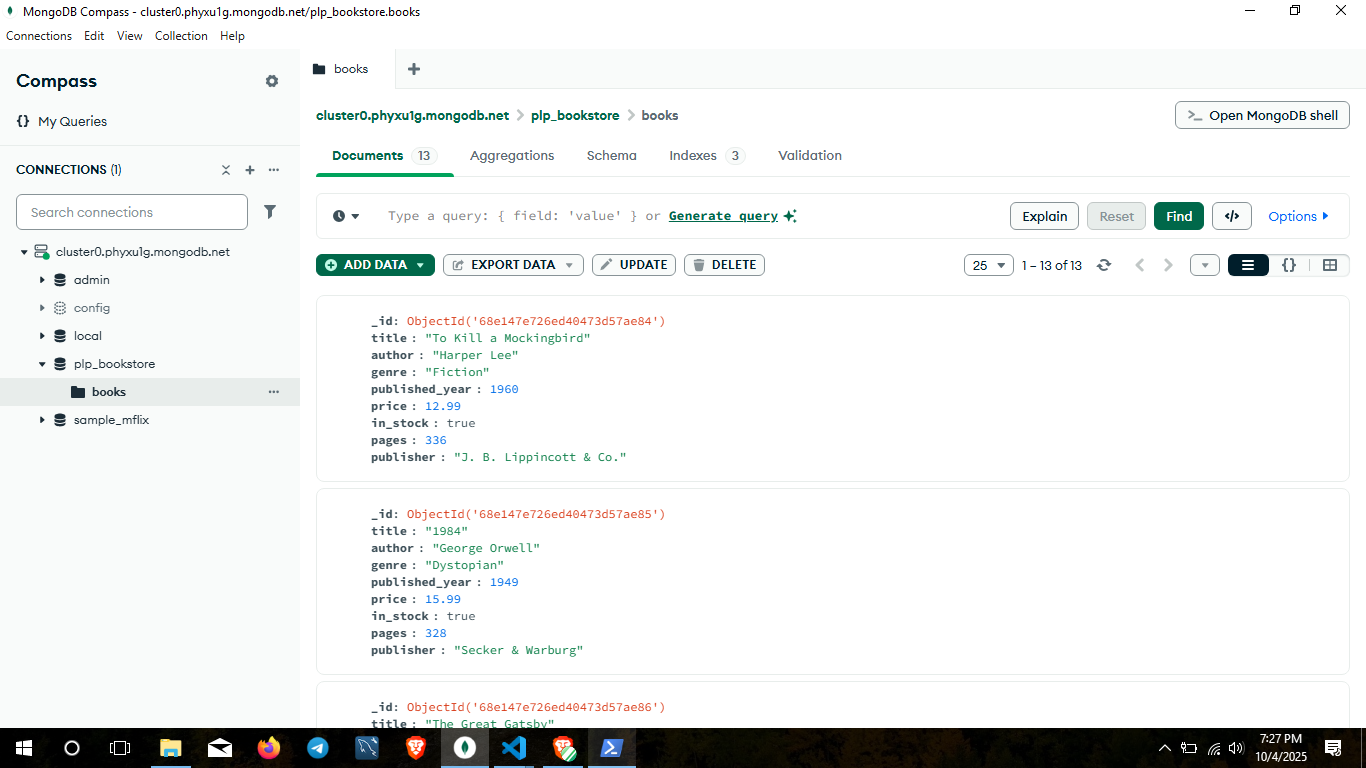 MongoDB Compass - cluster0.phyxu1g.mongodb.net/plp_bookstore.books
Connections Edit View Collection Help
Compass
{} My Queries
CONNECTIONS (1)
Search connections
cluster0.phyxu1g.mongodb.net
admin
config
local
plp_bookstore
books
sample_mflix
books
cluster0.phyxu1g.mongodb.net > plp_bookstore > books
>_ Open MongoDB shell
Documents 13 Aggregations Schema Indexes 3 Validation
Type a query: { field: 'value' } or Generate query
Explain Reset Find </> Options
ADD DATA EXPORT DATA UPDATE DELETE
25 1 – 13 of 13 {}
_id: ObjectId('68e147e726ed40473d57ae84')
title : "To Kill a Mockingbird"
author : "Harper Lee"
genre : "Fiction"
published_year : 1960
price : 12.99
in_stock : true
pages : 336
publisher : "J. B. Lippincott & Co."
_id: ObjectId('68e147e726ed40473d57ae85')
title : "1984"
author : "George Orwell"
genre : "Dystopian"
published_year : 1949
price : 15.99
in_stock : true
pages : 328
publisher : "Secker & Warburg"
_id: ObjectId('68e147e726ed40473d57ae86')
title : "The Great Gatsby"
7:27 PM
10/4/2025